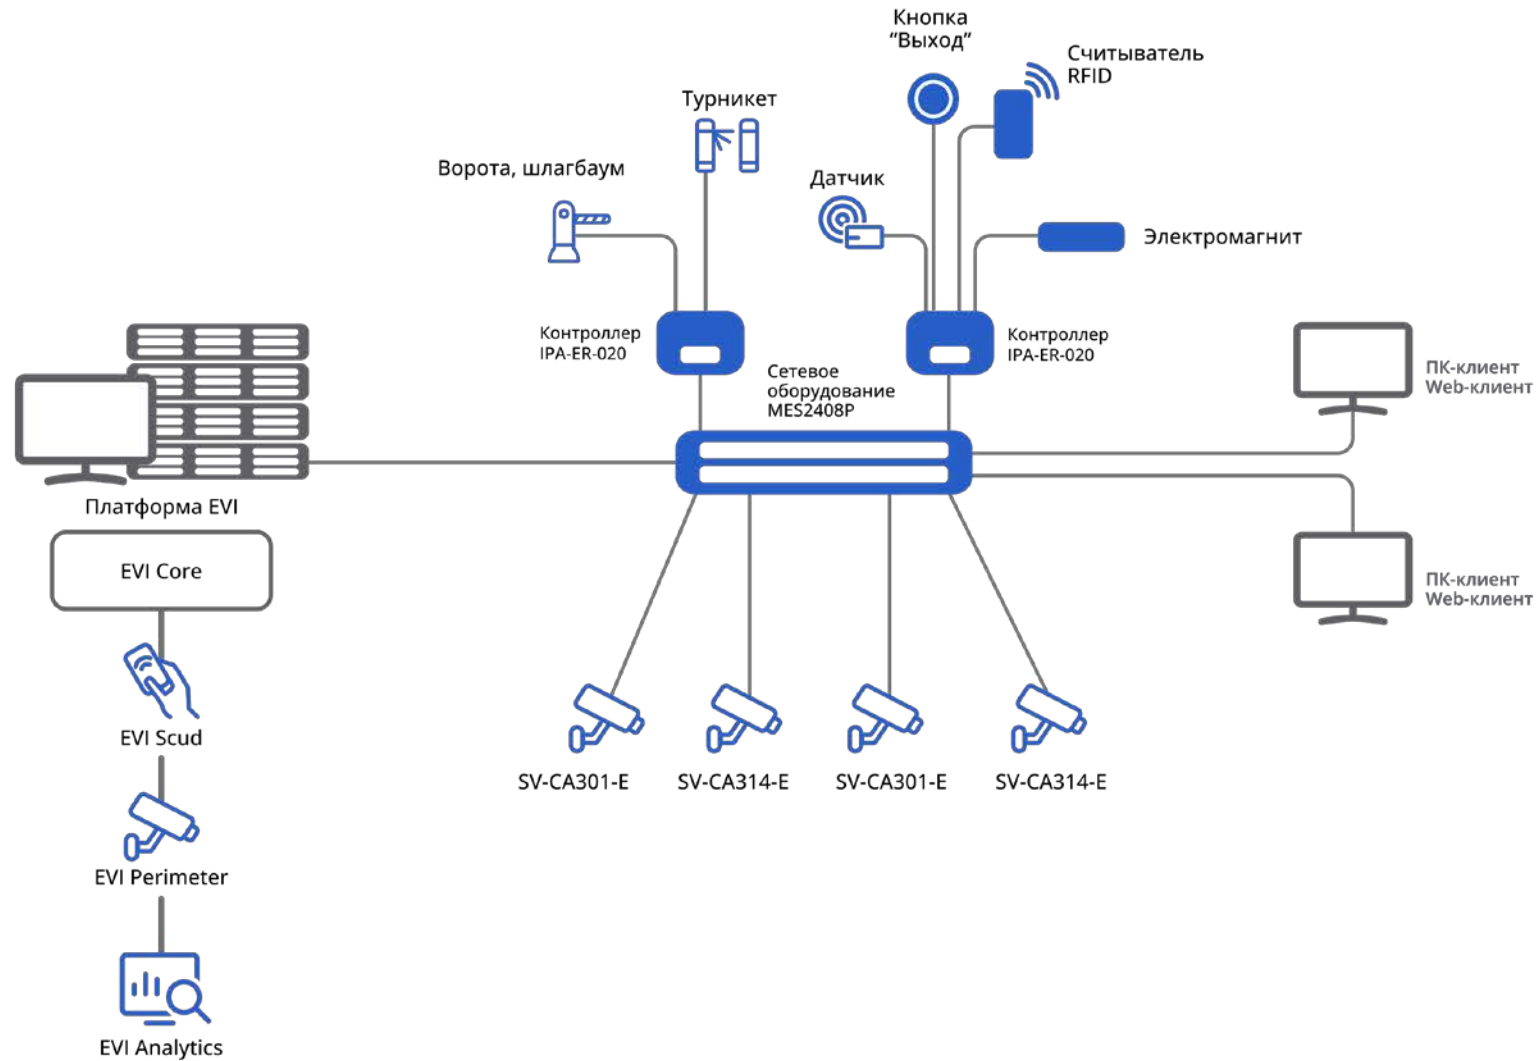 Кнопка
“Выход”
Считыватель
RFID
Турникет
Ворота, шлагбаум
Датчик
Электромагнит
Контроллер
IPA-ER-020
Контроллер
IPA-ER-020
Сетевое
оборудование
MES2408P
ПК-клиент
Web-клиент
Платформа EVI
EVI Core
ПК-клиент
Web-клиент
EVI Scud
SV-CA301-E
SV-CA314-E
SV-CA301-E
SV-CA314-E
EVI Perimeter
EVI Analytics